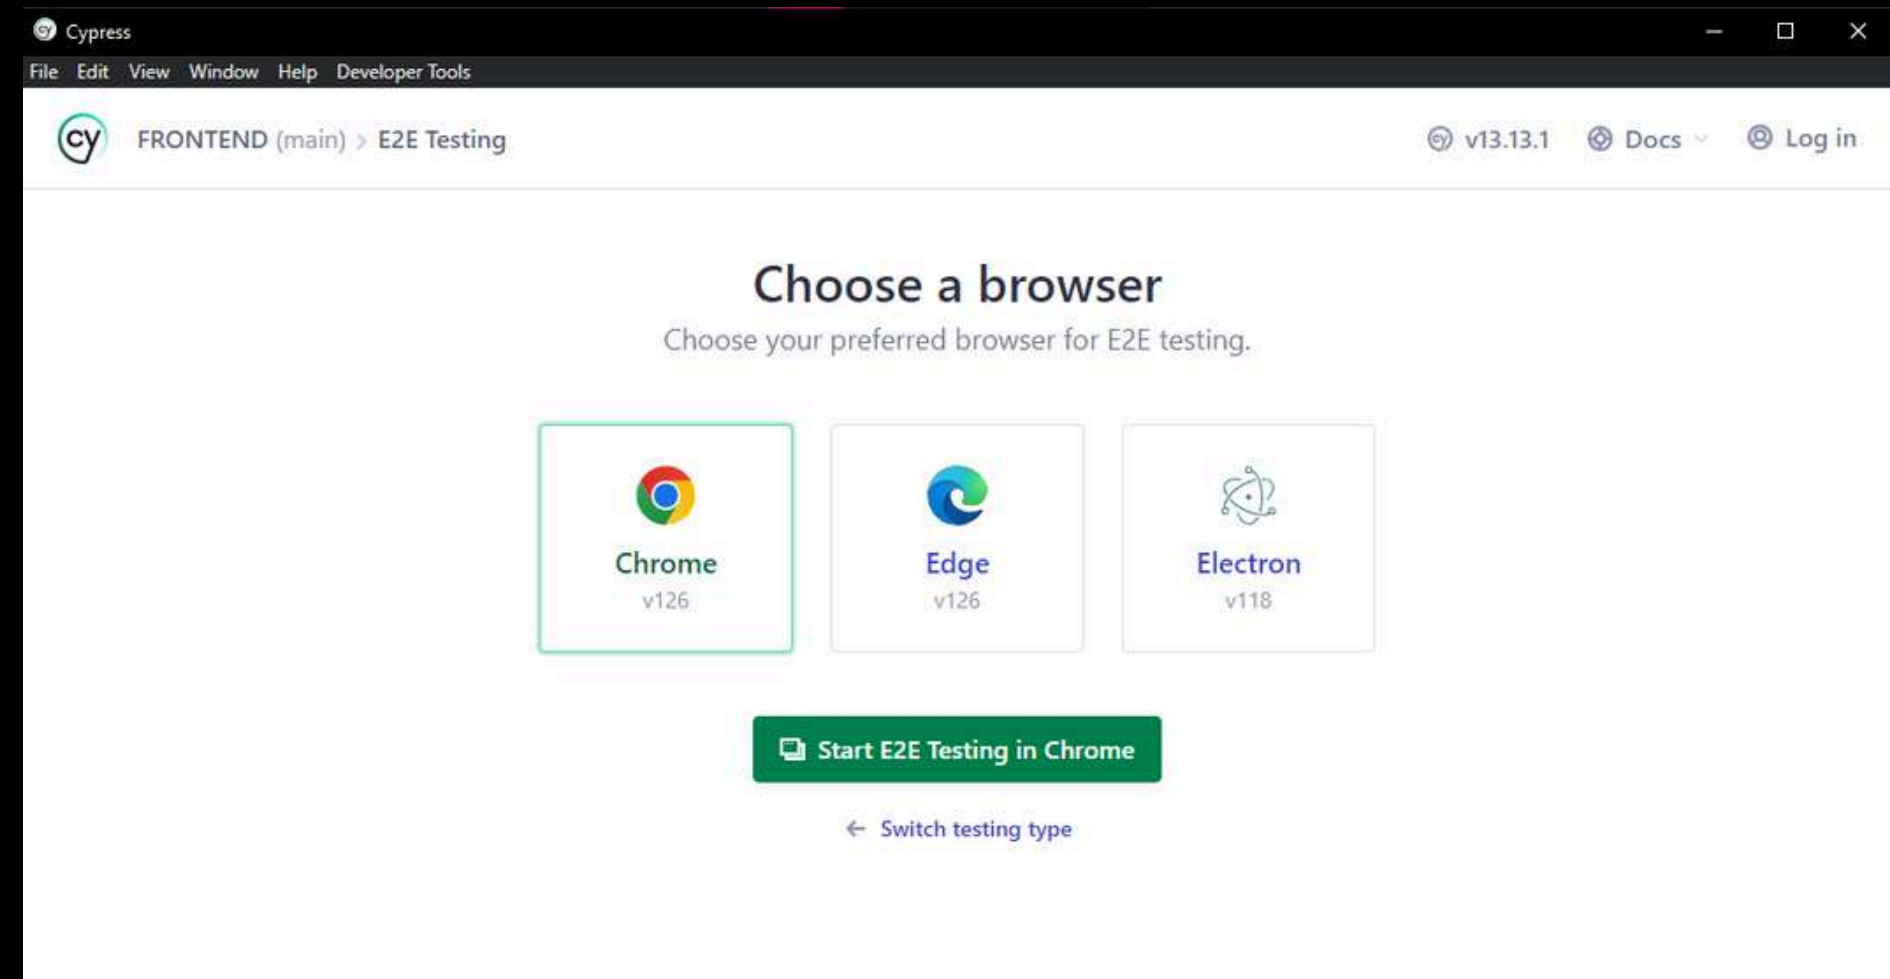 Cypress
File Edit View Window Help Developer Tools
cy FRONTEND (main) > E2E Testing cy v13.13.1 Docs Log in
Choose a browser
Choose your preferred browser for E2E testing.
Chrome Edge Electron
v126 v126 v118
Start E2E Testing in Chrome
← Switch testing type